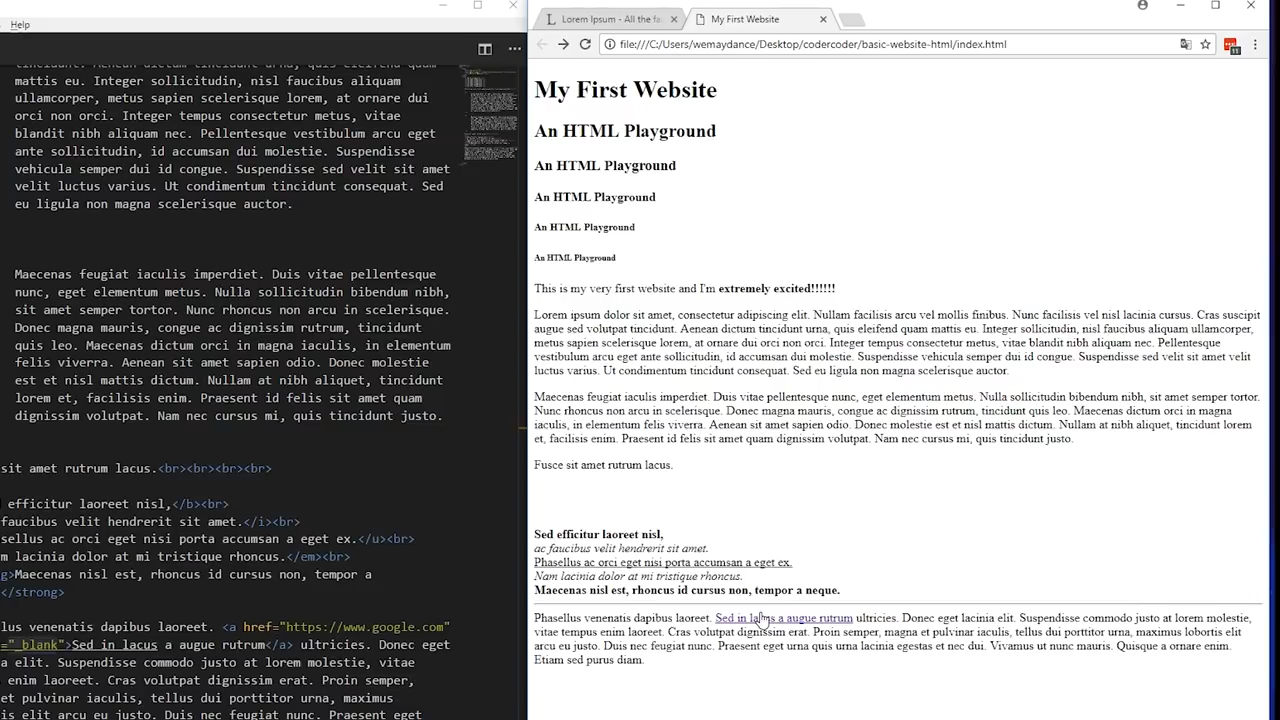 Help
tincidunt. Aenean dictum tincidunt urna, quis eleifend quam
mattis eu. Integer sollicitudin, nisl faucibus aliquam
ullamcorper, metus sapien scelerisque lorem, at ornare dui
orci non orci. Integer tempus consectetur metus, vitae
blandit nibh aliquam nec. Pellentesque vestibulum arcu eget
ante sollicitudin, id accumsan dui molestie. Suspendisse
vehicula semper dui id congue. Suspendisse sed velit sit amet
velit luctus varius. Ut condimentum tincidunt consequat. Sed
eu ligula non magna scelerisque auctor.
Maecenas feugiat iaculis imperdiet. Duis vitae pellentesque
nunc, eget elementum metus. Nulla sollicitudin bibendum nibh,
sit amet semper tortor. Nunc rhoncus non arcu in scelerisque.
Donec magna mauris, congue ac dignissim rutrum, tincidunt
quis leo. Maecenas dictum orci in magna iaculis, in elementum
felis viverra. Aenean sit amet sapien odio. Donec molestie
est et nisl mattis dictum. Nullam at nibh aliquet, tincidunt
lorem et, facilisis enim. Praesent id felis sit amet quam
dignissim volutpat. Nam nec cursus mi, quis tincidunt justo.
sit amet rutrum lacus.<br><br><br><br>
efficitur laoreet nisl,</b><br>
faucibus velit hendrerit sit amet.</i><br>
sellus ac orci eget nisi porta accumsan a eget ex.</u><br>
m lacinia dolor at mi tristique rhoncus.</em><br>
g>Maecenas nisl est, rhoncus id cursus non, tempor a
</strong>
lus venenatis dapibus laoreet. <a href="https://www.google.com"
="_blank">Sed in lacus a augue rutrum</a> ultricies. Donec eget
a elit. Suspendisse commodo justo at lorem molestie, vitae
enim laoreet. Cras volutpat dignissim erat. Proin semper,
et pulvinar iaculis, tellus dui porttitor urna, maximus
is elit arcu eu justo. Duis nec feugiat nunc. Praesent eget
Lorem Ipsum - All the fa
My First Website
file:///C:/Users/wemaydance/Desktop/codercoder/basic-website-html/index.html
11
My First Website
An HTML Playground
An HTML Playground
An HTML Playground
An HTML Playground
An HTML Playground
This is my very first website and I'm extremely excited!!!!!!
Lorem ipsum dolor sit amet, consectetur adipiscing elit. Nullam facilisis arcu vel mollis finibus. Nunc facilisis vel nisl lacinia cursus. Cras suscipit
augue sed volutpat tincidunt. Aenean dictum tincidunt urna, quis eleifend quam mattis eu. Integer sollicitudin, nisl faucibus aliquam ullamcorper,
metus sapien scelerisque lorem, at ornare dui orci non orci. Integer tempus consectetur metus, vitae blandit nibh aliquam nec. Pellentesque
vestibulum arcu eget ante sollicitudin, id accumsan dui molestie. Suspendisse vehicula semper dui id congue. Suspendisse sed velit sit amet velit
luctus varius. Ut condimentum tincidunt consequat. Sed eu ligula non magna scelerisque auctor.
Maecenas feugiat iaculis imperdiet. Duis vitae pellentesque nunc, eget elementum metus. Nulla sollicitudin bibendum nibh, sit amet semper tortor.
Nunc rhoncus non arcu in scelerisque. Donec magna mauris, congue ac dignissim rutrum, tincidunt quis leo. Maecenas dictum orci in magna
iaculis, in elementum felis viverra. Aenean sit amet sapien odio. Donec molestie est et nisl mattis dictum. Nullam at nibh aliquet, tincidunt lorem
et, facilisis enim. Praesent id felis sit amet quam dignissim volutpat. Nam nec cursus mi, quis tincidunt justo.
Fusce sit amet rutrum lacus.
Sed efficitur laoreet nisl,
ac faucibus velit hendrerit sit amet.
Phasellus ac orci eget nisi porta accumsan a eget ex.
Nam lacinia dolor at mi tristique rhoncus.
Maecenas nisl est, rhoncus id cursus non, tempor a neque.
Phasellus venenatis dapibus laoreet. Sed in lacus a augue rutrum ultricies. Donec eget lacinia elit. Suspendisse commodo justo at lorem molestie,
vitae tempus enim laoreet. Cras volutpat dignissim erat. Proin semper, magna et pulvinar iaculis, tellus dui porttitor urna, maximus lobortis elit
arcu eu justo. Duis nec feugiat nunc. Praesent eget urna quis urna lacinia egestas et nec dui. Vivamus ut nunc mauris. Quisque a ornare enim.
Etiam sed purus diam.